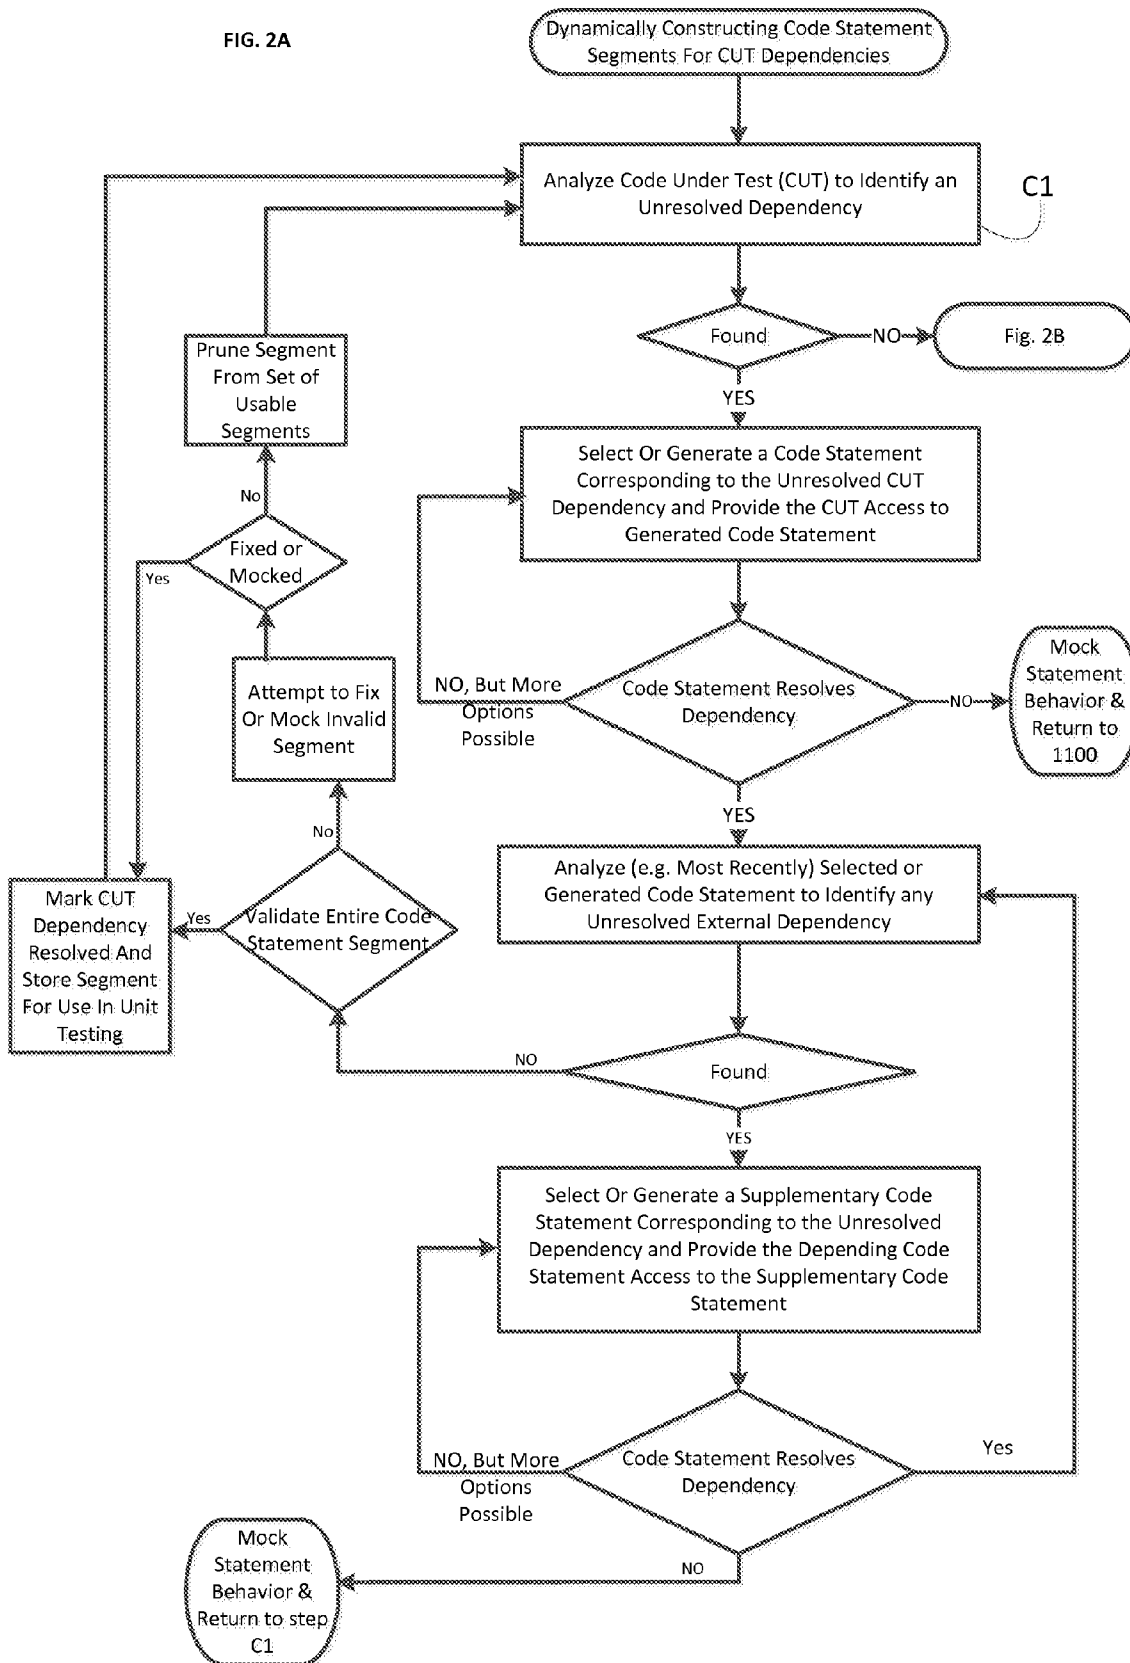 FIG. 2A
Dynamically Constructing Code Statement
Segments For CUT Dependencies
Analyze Code Under Test (CUT) to Identify an
Unresolved Dependency
C1
Found
NO
Fig. 2B
YES
Prune Segment
From Set of
Usable
Segments
Select Or Generate a Code Statement
Corresponding to the Unresolved CUT
Dependency and Provide the CUT Access to
Generated Code Statement
No
Fixed or
Mocked
Yes
Attempt to Fix
Or Mock Invalid
Segment
NO, But More
Options
Possible
Code Statement Resolves
Dependency
NO
Mock
Statement
Behavior &
Return to
1100
YES
No
Analyze (e.g. Most Recently) Selected or
Generated Code Statement to Identify any
Unresolved External Dependency
Mark CUT
Dependency
Resolved And
Store Segment
For Use In Unit
Testing
Yes
Validate Entire Code
Statement Segment
NO
Found
YES
Select Or Generate a Supplementary Code
Statement Corresponding to the Unresolved
Dependency and Provide the Depending Code
Statement Access to the Supplementary Code
Statement
NO, But More
Options
Possible
Code Statement Resolves
Dependency
Yes
NO
Mock
Statement
Behavior &
Return to step
C1